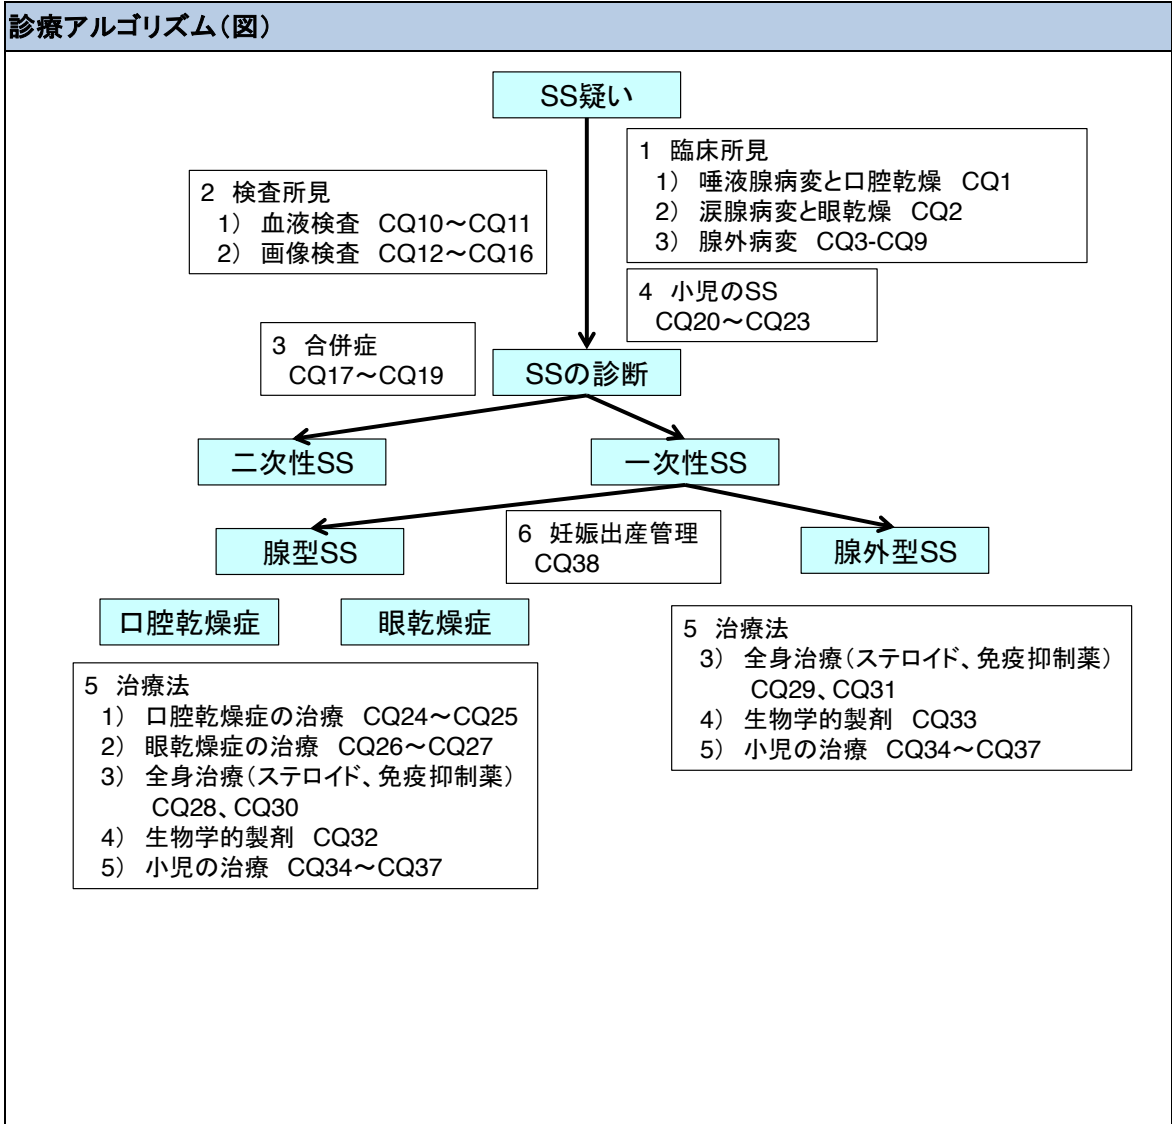 診療アルゴリズム(図)
SS疑い
1 臨床所見
1) 唾液腺病変と口腔乾燥 CQ1
2) 涙腺病変と眼乾燥 CQ2
3) 腺外病変 CQ3-CQ9
2 検査所見
1) 血液検査 CQ10～CQ11
2) 画像検査 CQ12～CQ16
4 小児のSS
CQ20～CQ23
3 合併症
CQ17～CQ19
SSの診断
二次性SS
一次性SS
腺型SS
6 妊娠出産管理
CQ38
腺外型SS
口腔乾燥症
眼乾燥症
5 治療法
1) 口腔乾燥症の治療 CQ24～CQ25
2) 眼乾燥症の治療 CQ26～CQ27
3) 全身治療(ステロイド、免疫抑制薬)
CQ28、CQ30
4) 生物学的製剤 CQ32
5) 小児の治療 CQ34～CQ37
5 治療法
3) 全身治療(ステロイド、免疫抑制薬)
CQ29、CQ31
4) 生物学的製剤 CQ33
5) 小児の治療 CQ34～CQ37